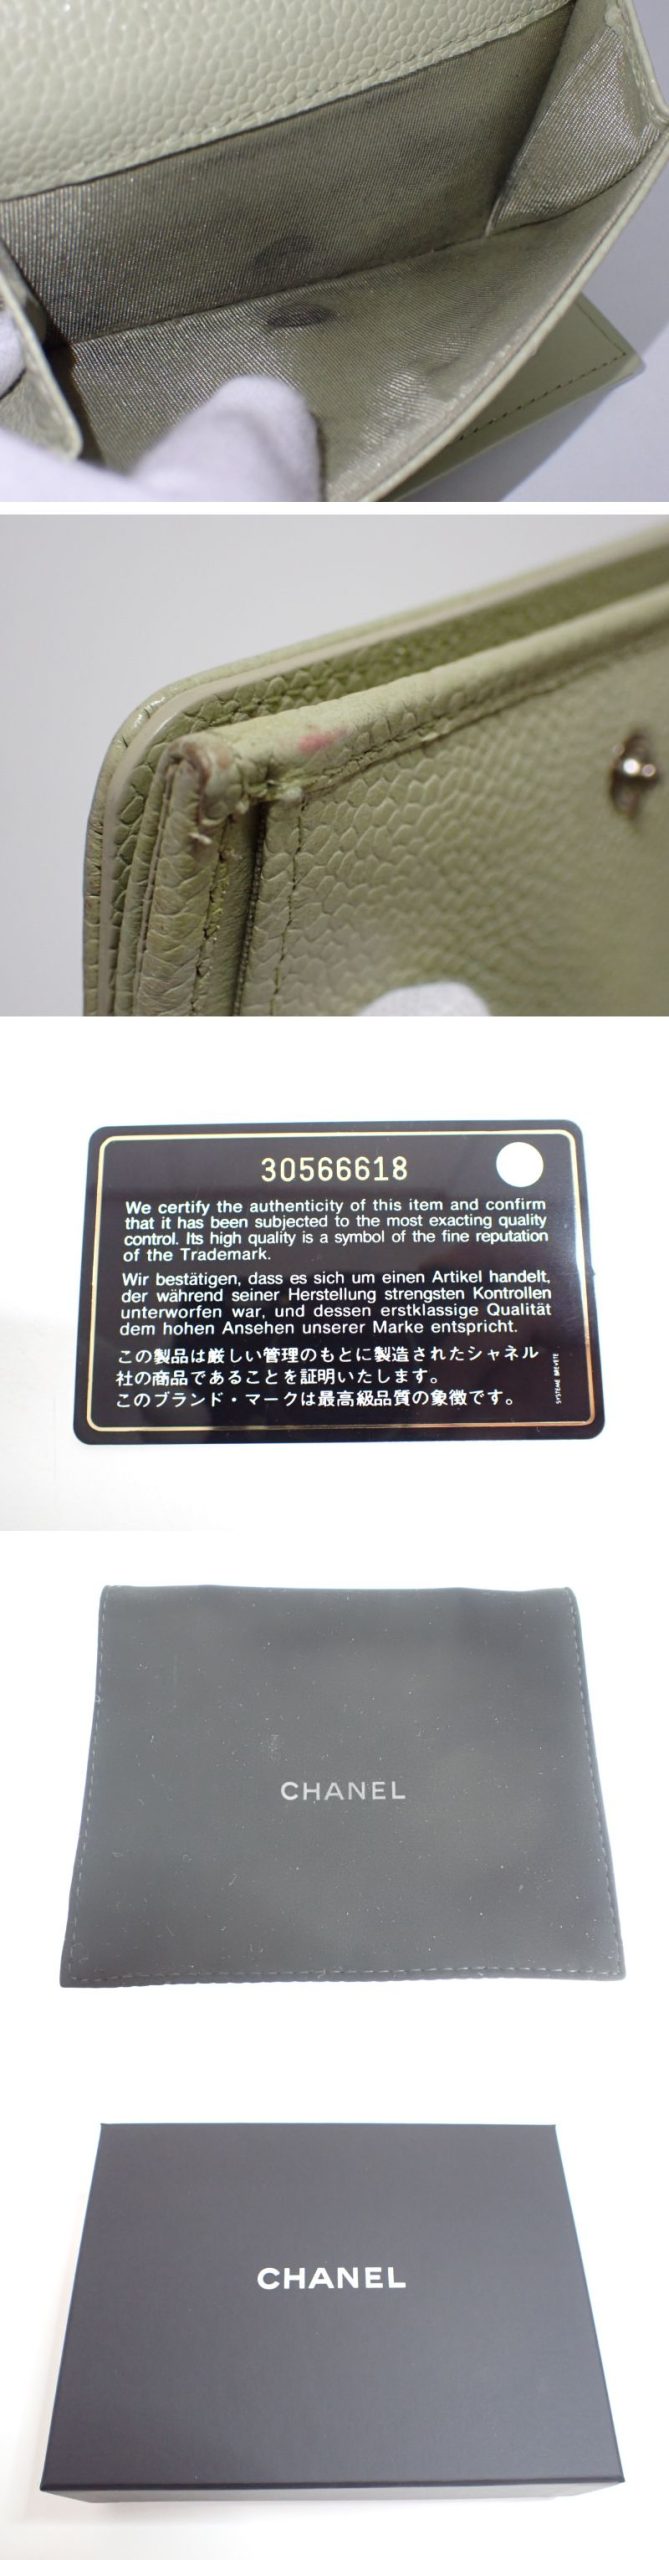 30566618
We certify the authenticity of this item and confirm
that it has been subjected to the most exacting quality
control. Its high quality is a symbol of the fine reputation
of the Trademark.
Wir bestätigen, dass es sich um einen Artikel handelt,
der während seiner Herstellung strengsten Kontrollen
unterworfen war, und dessen erstklassige Qualität
dem hohen Ansehen unserer Marke entspricht.
この製品は厳しい管理のもとに製造されたシャネル
社の商品であることを証明いたします。
このブランド・マークは最高級品質の象徴です。
SYSTEME BREVETE
CHANEL
CHANEL